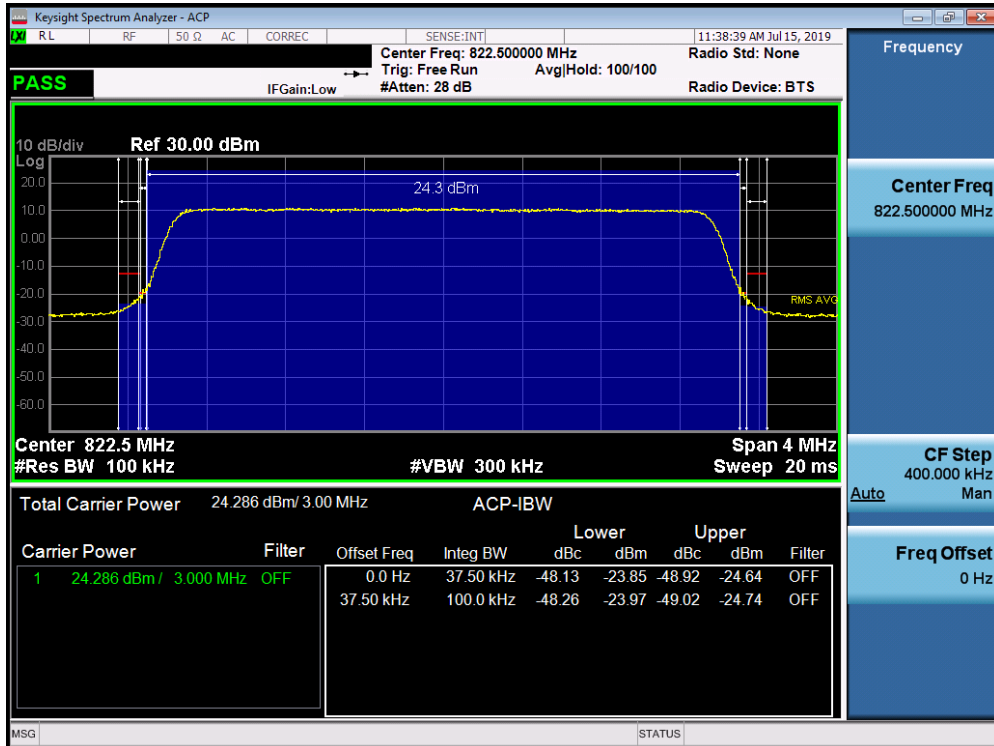 Keysight Spectrum Analyzer - ACP
LXI RL RF 50 Ω AC CORREC SENSE:INT 11:38:39 AM Jul 15, 2019
Center Freq: 822.500000 MHz Radio Std: None
Trig: Free Run Avg|Hold: 100/100
PASS IFGain:Low #Atten: 28 dB Radio Device: BTS
10 dB/div Ref 30.00 dBm
Log
20.0
24.3 dBm
10.0
0.00
-10.0
-20.0
RMS AVG
-30.0
-40.0
-50.0
-60.0
Center 822.5 MHz Span 4 MHz
#Res BW 100 kHz #VBW 300 kHz Sweep 20 ms
Total Carrier Power 24.286 dBm/ 3.00 MHz ACP-IBW
Lower Upper
Carrier Power Filter Offset Freq Integ BW dBc dBm dBc dBm Filter
1 24.286 dBm / 3.000 MHz OFF 0.0 Hz 37.50 kHz -48.13 -23.85 -48.92 -24.64 OFF
37.50 kHz 100.0 kHz -48.26 -23.97 -49.02 -24.74 OFF
MSG STATUS
Frequency
Center Freq
822.500000 MHz
CF Step
400.000 kHz
Auto Man
Freq Offset
0 Hz